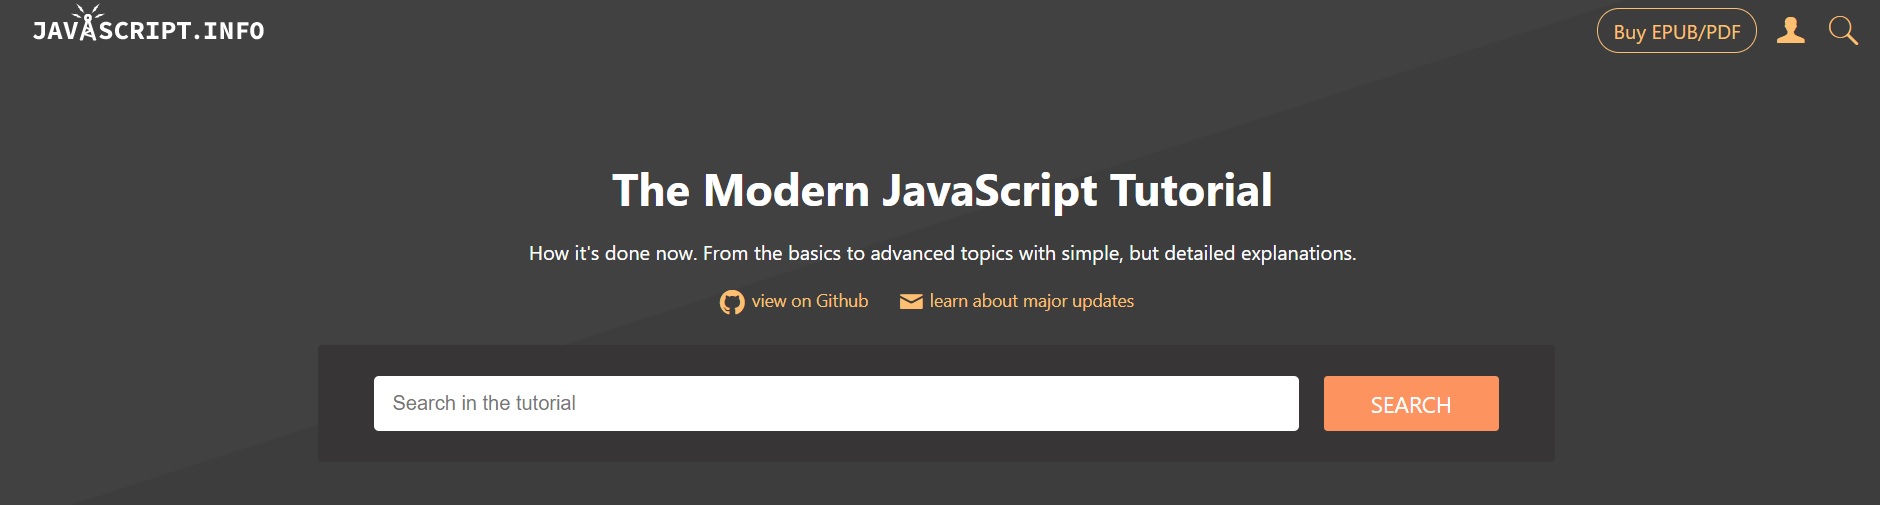 JAVASCRIPT.INFO
Buy EPUB/PDF
The Modern JavaScript Tutorial
How it's done now. From the basics to advanced topics with simple, but detailed explanations.
view on Github learn about major updates
Search in the tutorial SEARCH